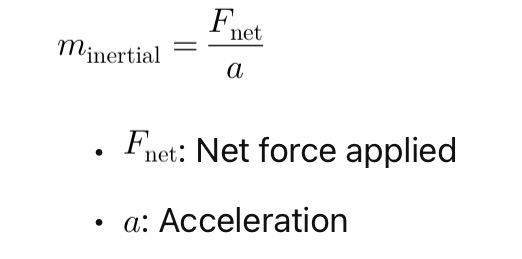 m_inertial = F_net / a
• F_net: Net force applied
• a: Acceleration